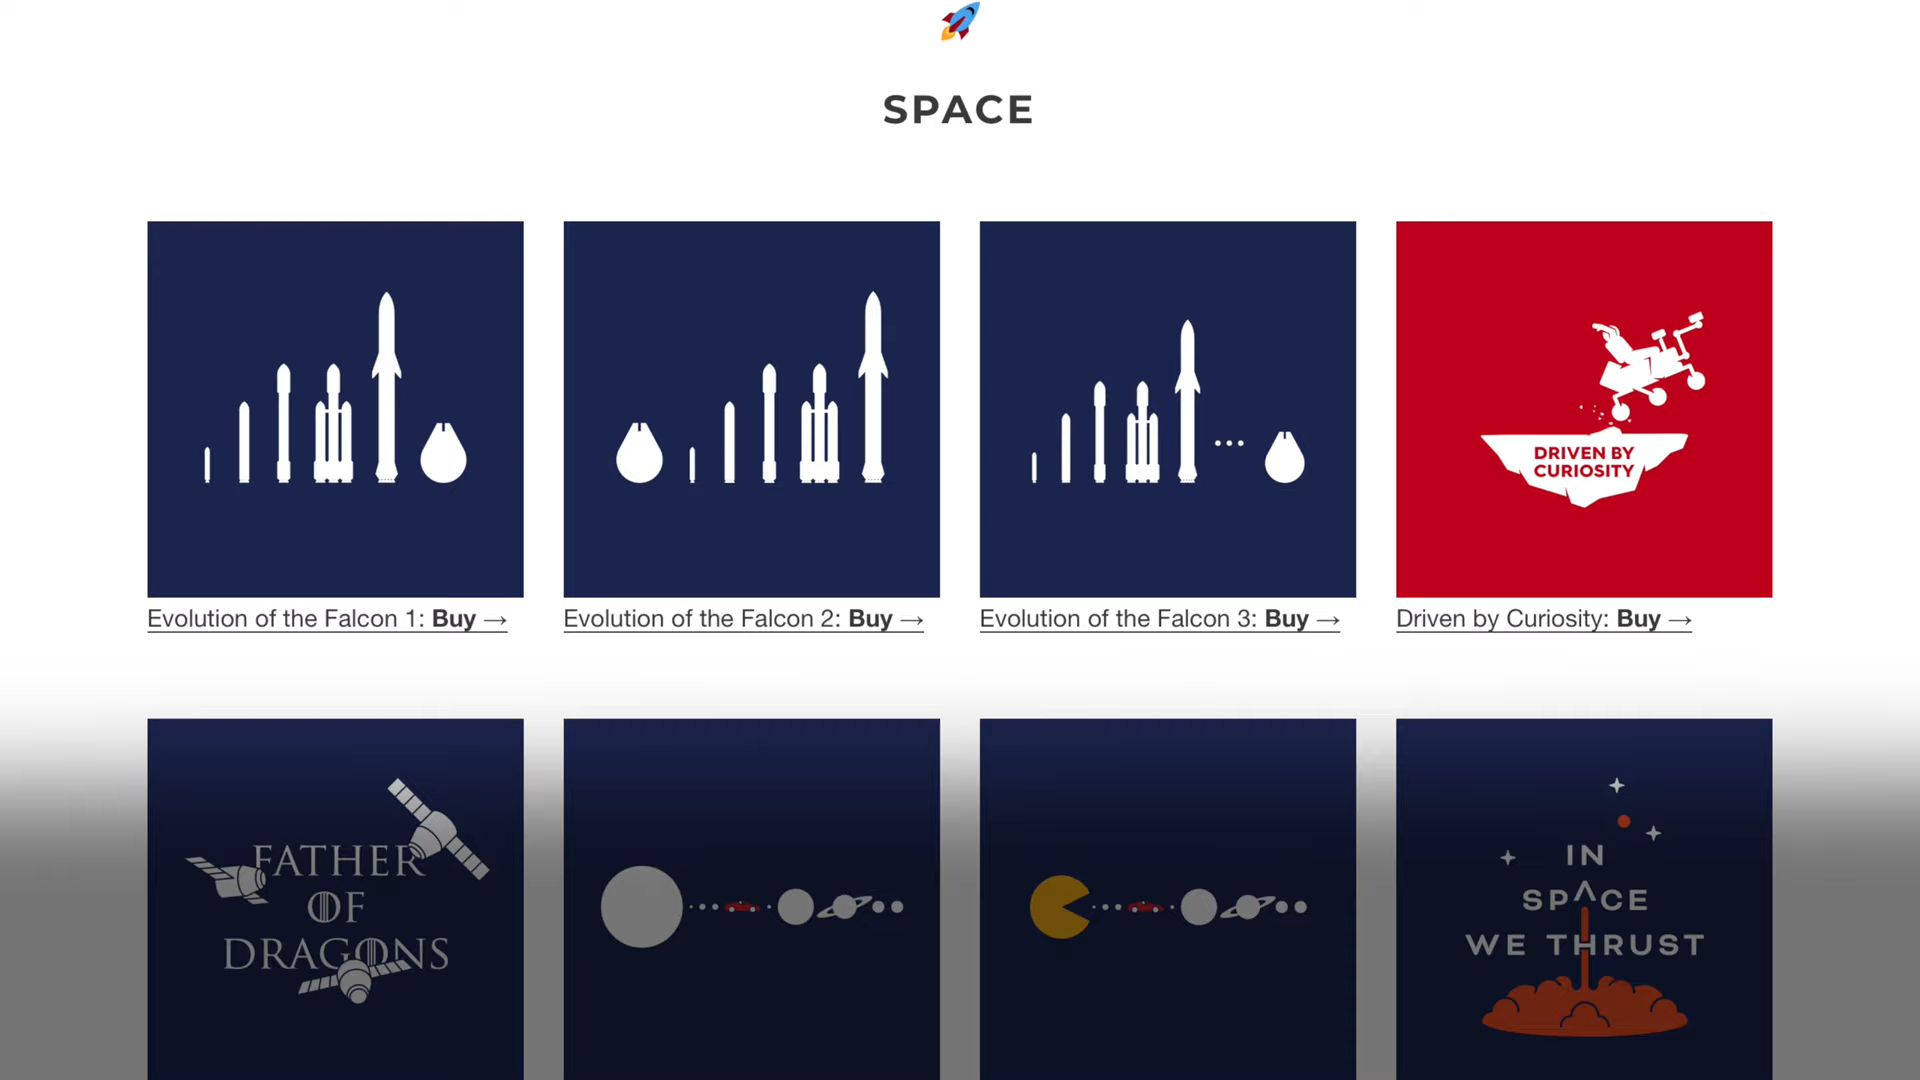 SPACE
Evolution of the Falcon 1: Buy →
Evolution of the Falcon 2: Buy →
Evolution of the Falcon 3: Buy →
DRIVEN BY
CURIOSITY
Driven by Curiosity: Buy →
FATHER
OF
DRAGONS
IN
SPACE
WE THRUST